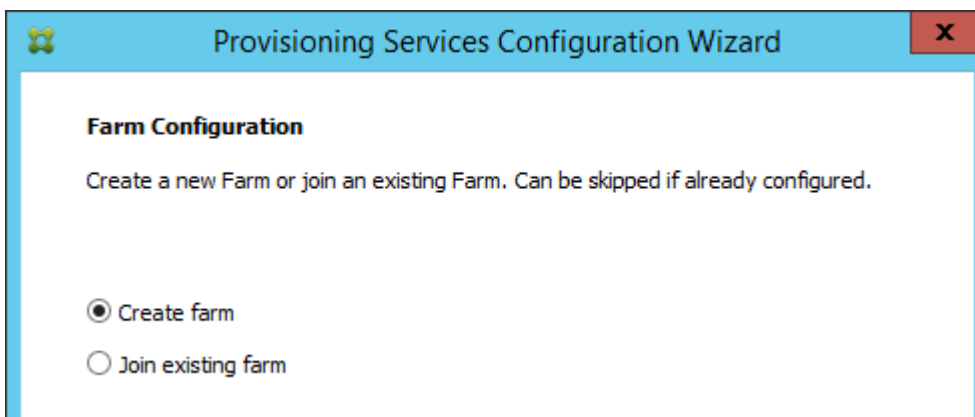 Provisioning Services Configuration Wizard
x
Farm Configuration
Create a new Farm or join an existing Farm. Can be skipped if already configured.
Create farm
Join existing farm